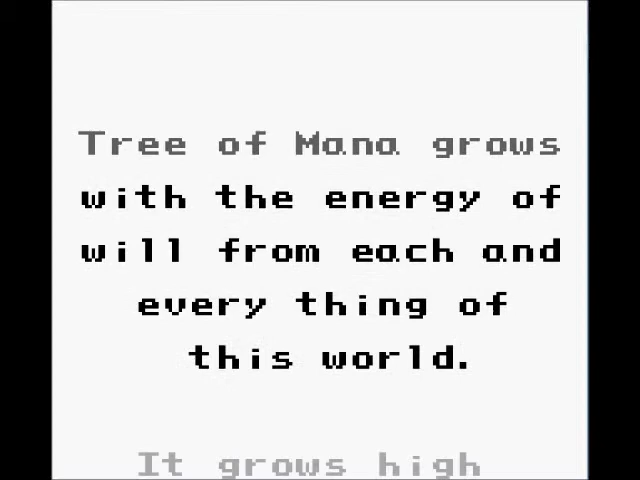 Tree of Mana grows
with the energy of
will from each and
every thing of
this world.
It grows high